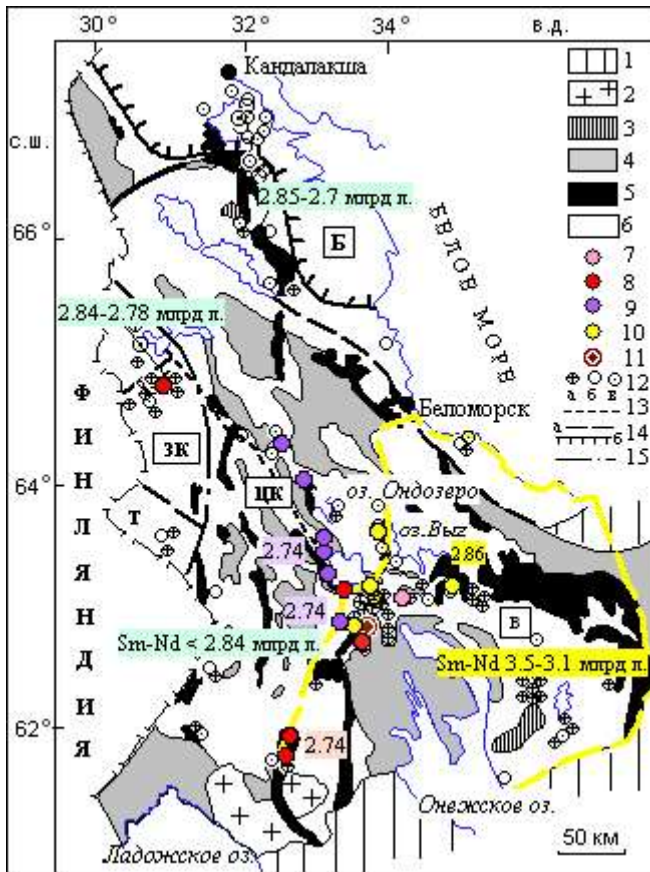 30° 32° 34° в.д.
Кандалакша
с.ш.
66°
64°
62°
2.85-2.7 млрд л.
Б
БЕЛОЕ МОРЕ
2.84-2.78 млрд л.
Беломорск
ФИНЛЯНДИЯ
ЗК
ЦК
Т
оз. Ондозеро
оз.Выг
2.74
2.86
2.74
В
Sm-Nd < 2.84 млрд л.
Sm-Nd 3.5-3.1 млрд л.
2.74
Онежское оз.
Ладожское оз.
50 км
1
2
3
4
5
6
7
8
9
10
11
а б в 12
13
а б 14
15